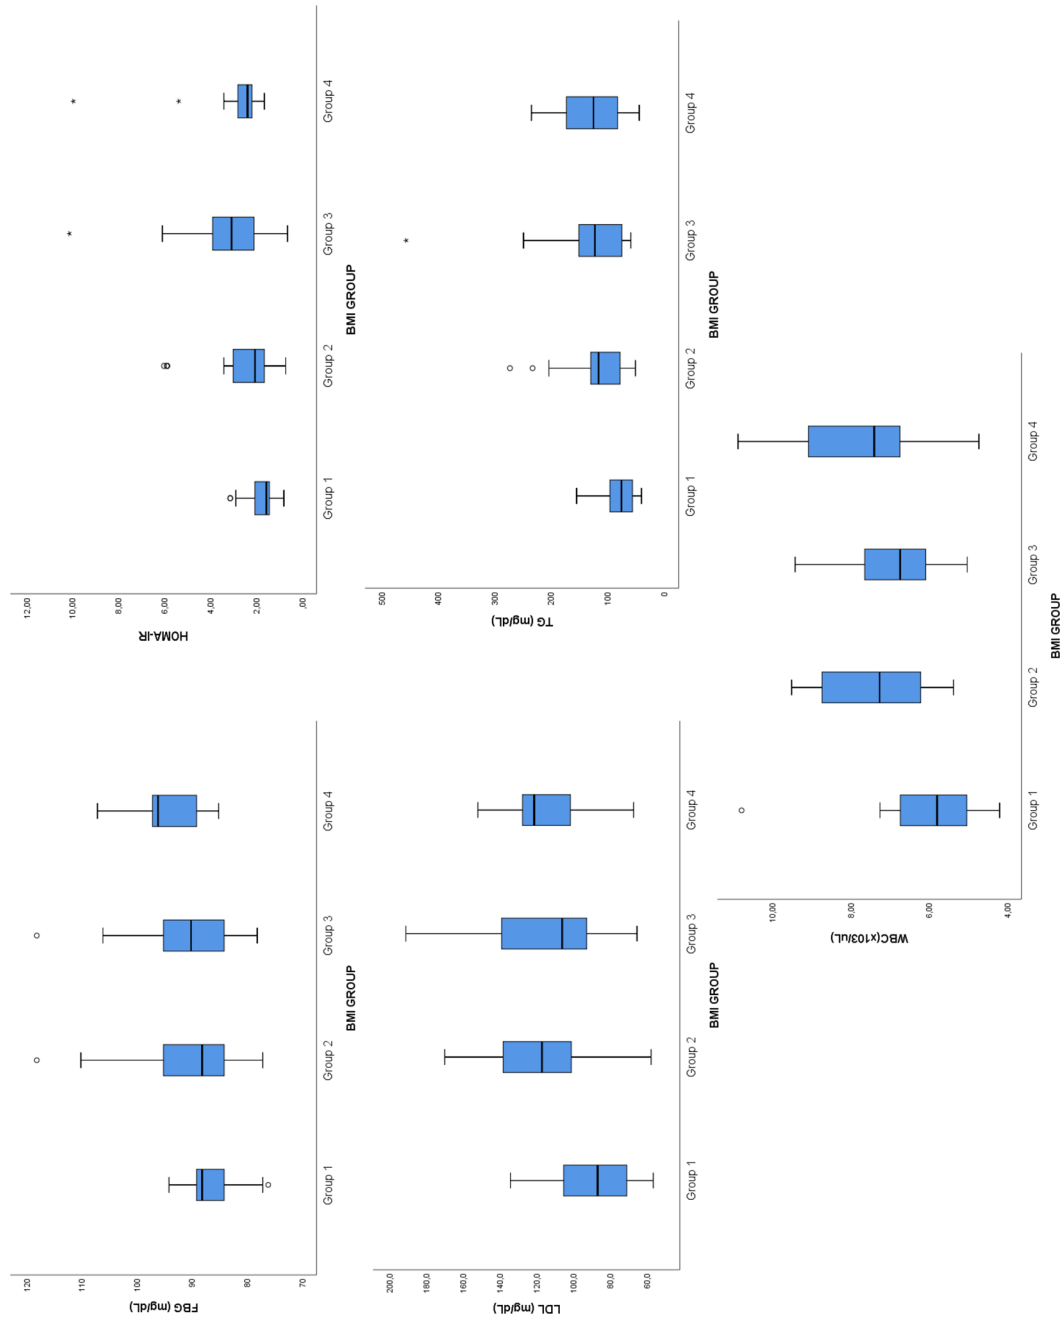 FBG (mg/dL)
120
100
90
80
70
Group 1
Group 2
Group 3
Group 4
BMI GROUP
HOMA-IR
12,00
10,00
8,00
6,00
4,00
2,00
,00
Group 1
Group 2
Group 3
Group 4
BMI GROUP
LDL (mg/dL)
200,0
180,0
160,0
140,0
120,0
100,0
80,0
60,0
Group 1
Group 2
Group 3
Group 4
BMI GROUP
TG (mg/dL)
500
400
300
200
100
0
Group 1
Group 2
Group 3
Group 4
BMI GROUP
WBC(x103/uL)
10,00
8,00
6,00
4,00
Group 1
Group 2
Group 3
Group 4
BMI GROUP